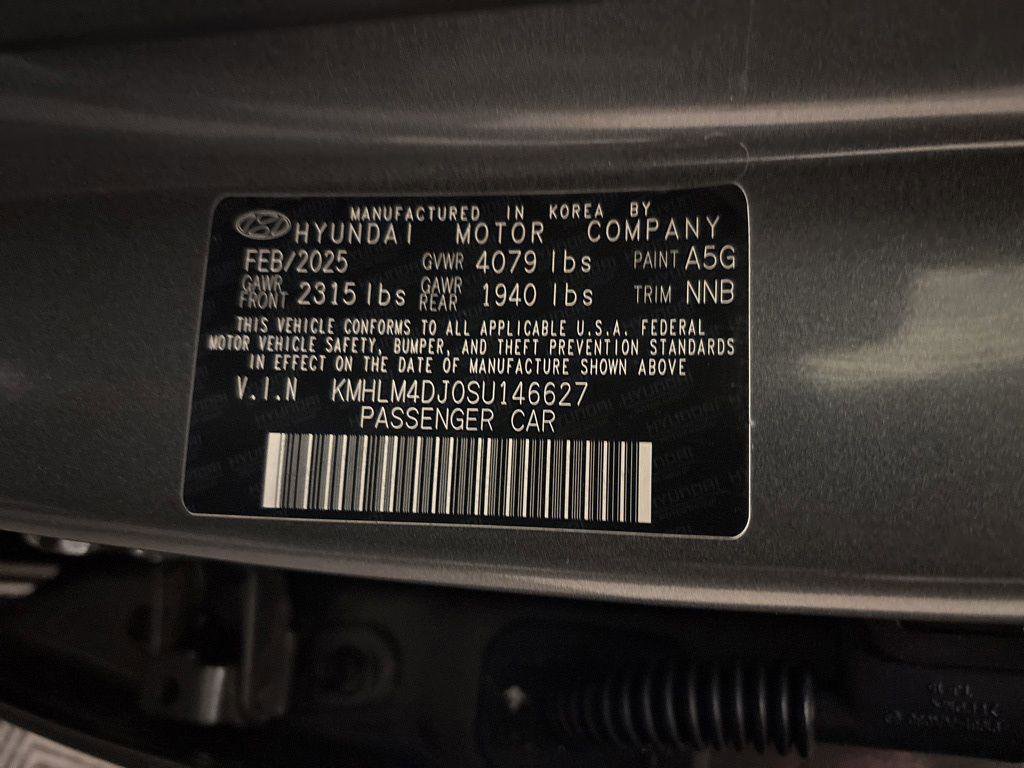 MANUFACTURED IN KOREA BY
HYUNDAI MOTOR COMPANY
FEB/2025 GVWR 4079 lbs PAINT A5G
GAWR FRONT 2315 lbs GAWR REAR 1940 lbs TRIM NNB
THIS VEHICLE CONFORMS TO ALL APPLICABLE U.S.A. FEDERAL
MOTOR VEHICLE SAFETY, BUMPER, AND THEFT PREVENTION STANDARDS
IN EFFECT ON THE DATE OF MANUFACTURE SHOWN ABOVE
V.I.N KMHLM4DJ0SU146627
PASSENGER CAR